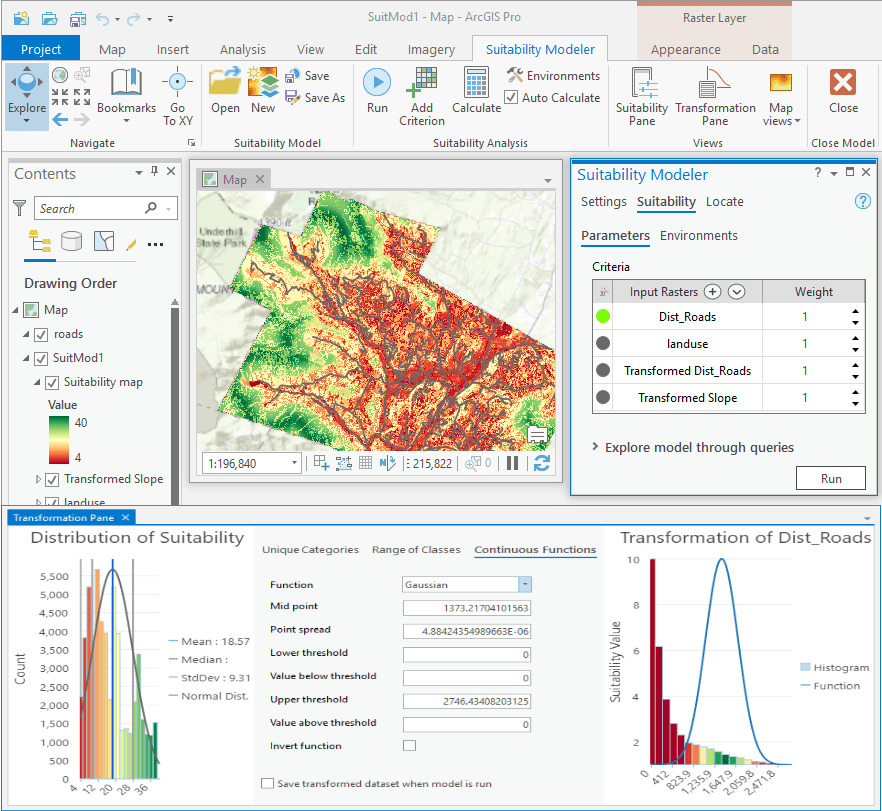 SuitMod1 - Map - ArcGIS Pro
Raster Layer
Project Map Insert Analysis View Edit Imagery Suitability Modeler Appearance Data
Explore
Bookmarks
Go To XY
Navigate
Open
New
Save
Save As
Suitability Model
Run
Add Criterion
Calculate
Environments
Auto Calculate
Suitability Analysis
Suitability Pane
Transformation Pane
Map views
Views
Close
Close Model
Contents
Search
Drawing Order
Map
roads
SuitMod1
Suitability map
Value
40
4
Transformed Slope
landuse
Map
4390 ft
Underhill
State Park
MOUN
1:196,840
215,822
0
Suitability Modeler
?
Settings Suitability Locate
?
Parameters Environments
Criteria
Input Rasters Weight
Dist_Roads 1
landuse 1
Transformed Dist_Roads 1
Transformed Slope 1
Explore model through queries
Run
Transformation Pane
Distribution of Suitability
Count
5,500
5,000
4,500
4,000
3,500
3,000
2,500
2,000
1,500
1,000
500
0
4 12 20 28 36
Mean : 18.57
Median :
StdDev : 9.31
Normal Dist.
Unique Categories Range of Classes Continuous Functions
Function Gaussian
Mid point 1373.21704101563
Point spread 4.88424354989663E-06
Lower threshold 0
Value below threshold 0
Upper threshold 2746.43408203125
Value above threshold 0
Invert function
Save transformed dataset when model is run
Transformation of Dist_Roads
Suitability Value
10
8
6
4
2
0 412 823.9 1,235.9 1,647.9 2,059.8 2,471.8
Histogram
Function